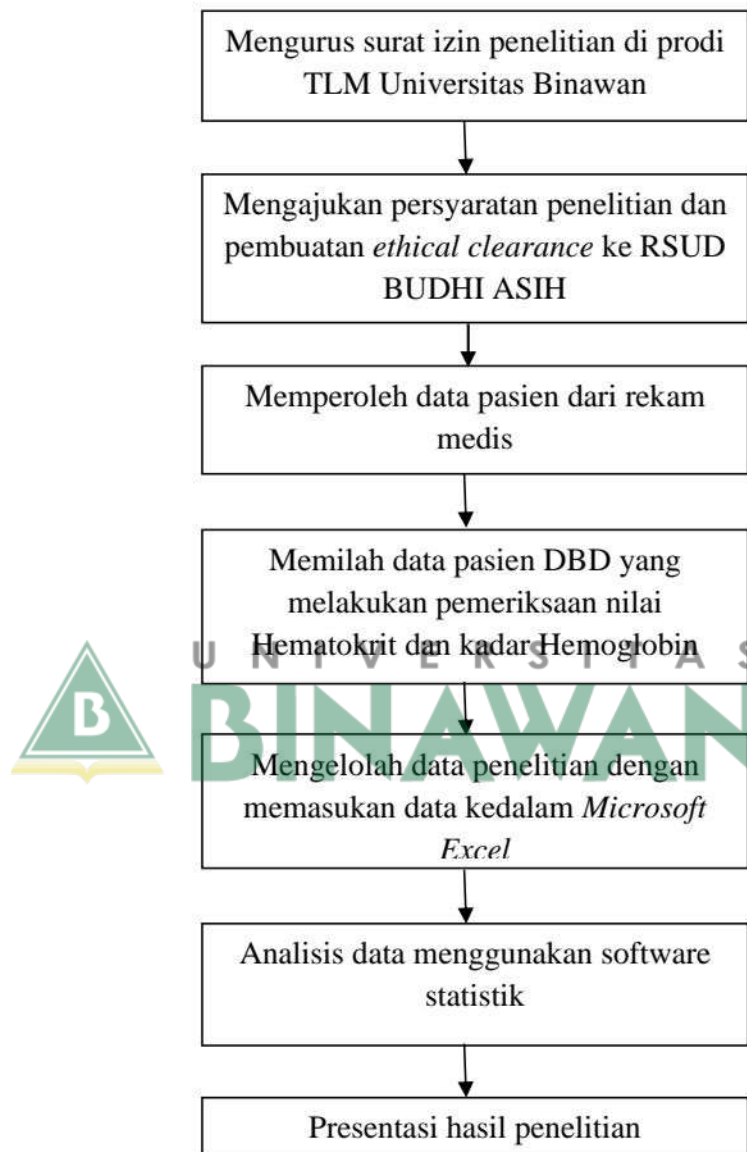 Mengurus surat izin penelitian di prodi
TLM Universitas Binawan
Mengajukan persyaratan penelitian dan
pembuatan ethical clearance ke RSUD
BUDHI ASIH
Memperoleh data pasien dari rekam
medis
Memilah data pasien DBD yang
melakukan pemeriksaan nilai
Hematokrit dan kadar Hemoglobin
UNIVERSITAS
B
BINAWAN
Mengelolah data penelitian dengan
memasukan data kedalam Microsoft
Excel
Analisis data menggunakan software
statistik
Presentasi hasil penelitian